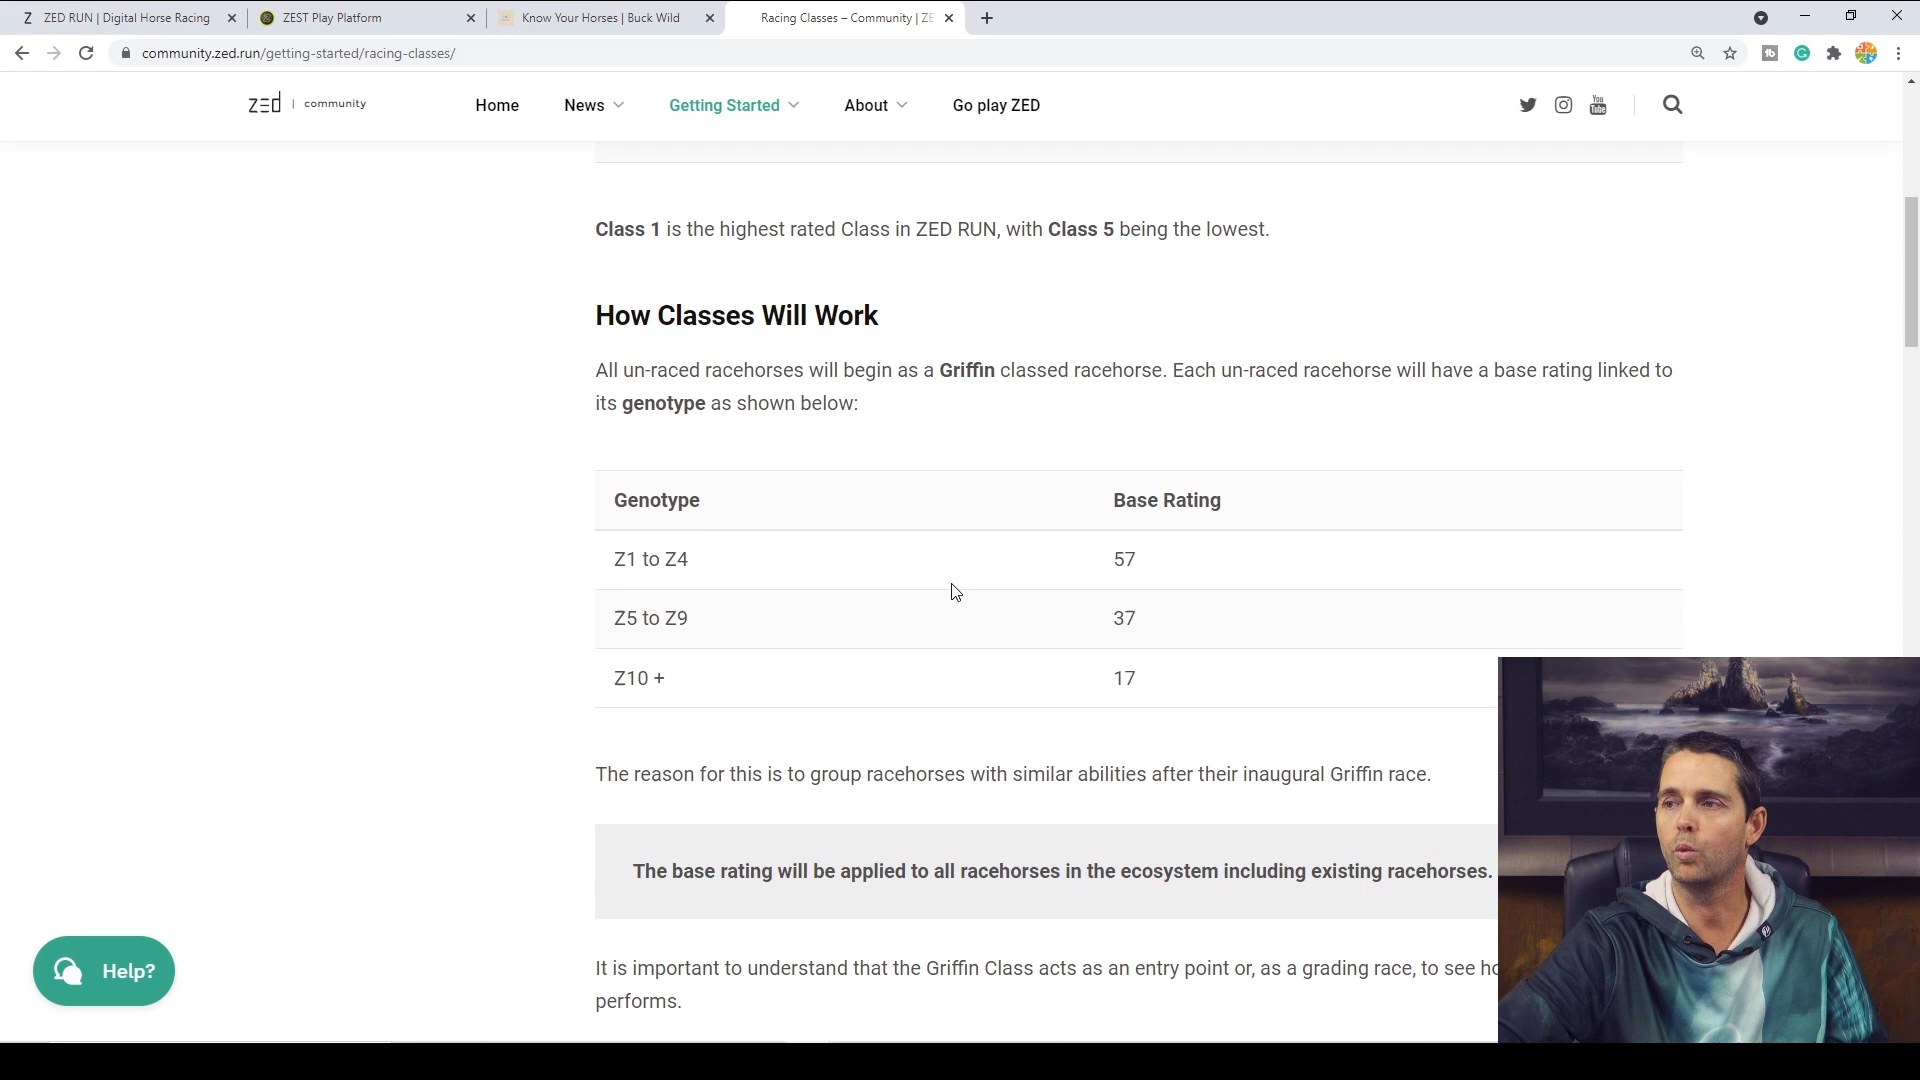 ZED RUN | Digital Horse Racing
ZEST Play Platform
Know Your Horses | Buck Wild
Racing Classes – Community | ZE
community.zed.run/getting-started/racing-classes/
zed | community
Home
News
Getting Started
About
Go play ZED
You Tube
Class 1 is the highest rated Class in ZED RUN, with Class 5 being the lowest.
How Classes Will Work
All un-raced racehorses will begin as a Griffin classed racehorse. Each un-raced racehorse will have a base rating linked to
its genotype as shown below:
Genotype Base Rating
Z1 to Z4 57
Z5 to Z9 37
Z10 + 17
The reason for this is to group racehorses with similar abilities after their inaugural Griffin race.
The base rating will be applied to all racehorses in the ecosystem including existing racehorses.
It is important to understand that the Griffin Class acts as an entry point or, as a grading race, to see ho
performs.
Help?